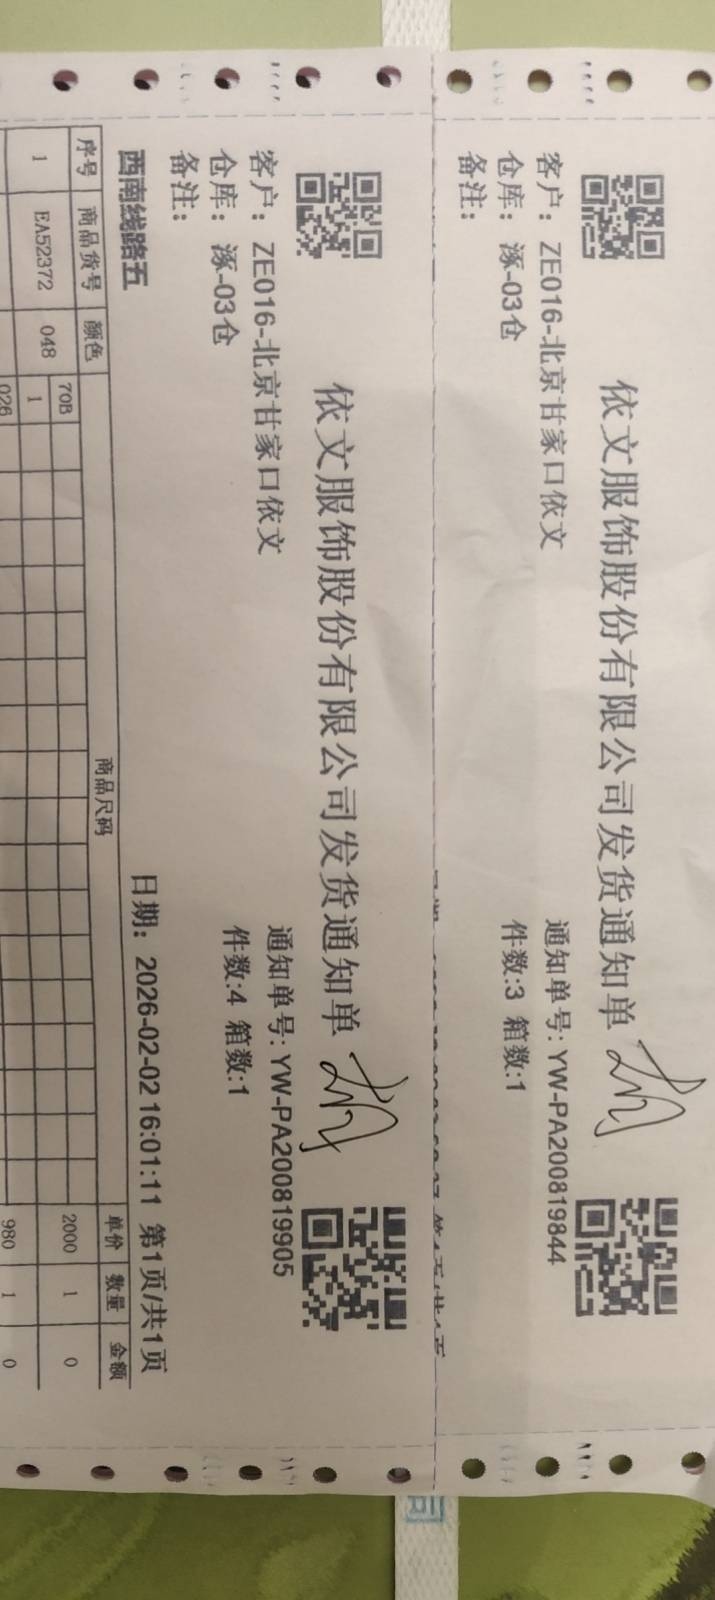 依文服饰股份有限公司发货通知单
客户：ZE016-北京甘家口依文
通知单号：YW-PA200819844
仓库：涿-03仓
件数:3 箱数:1
备注：
依文服饰股份有限公司发货通知单
客户：ZE016-北京甘家口依文
通知单号：YW-PA200819905
仓库：涿-03仓
件数:4 箱数:1
备注：
西南线路五
日期：2026-02-02 16:01:11 第1页/共1页
序号 商品货号 颜色 商品尺码 单价 数量 金额
70B
1 EA52372 048 1 2000 1 0
026 980 1 0